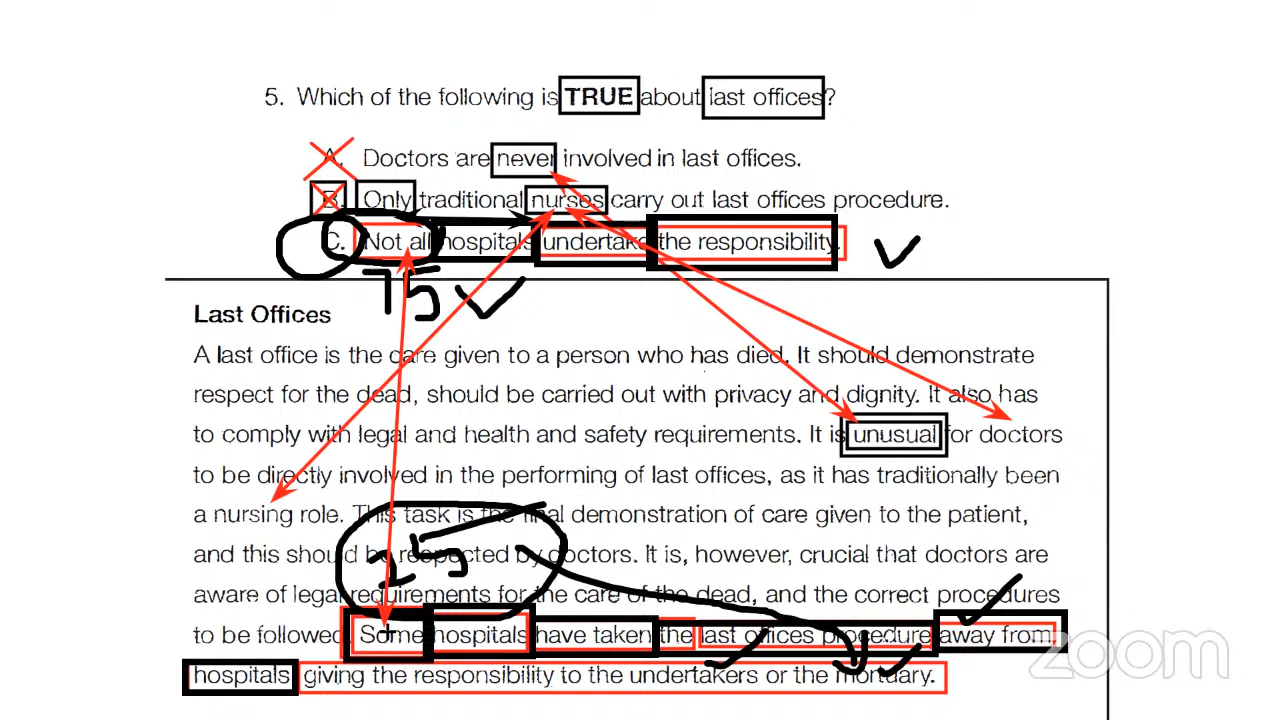 5. Which of the following is TRUE about last offices?
A. Doctors are never involved in last offices.
B. Only traditional nurses carry out last offices procedure.
C. Not all hospitals undertake the responsibility.
75
Last Offices
A last office is the care given to a person who has died. It should demonstrate
respect for the dead, should be carried out with privacy and dignity. It also has
to comply with legal and health and safety requirements. It is unusual for doctors
to be directly involved in the performing of last offices, as it has traditionally been
a nursing role. This task is the final demonstration of care given to the patient,
and this should be respected by doctors. It is, however, crucial that doctors are
25
aware of legal requirements for the care of the dead, and the correct procedures
to be followed. Some hospitals have taken the last offices procedure away from
hospitals giving the responsibility to the undertakers or the mortuary.
zoom